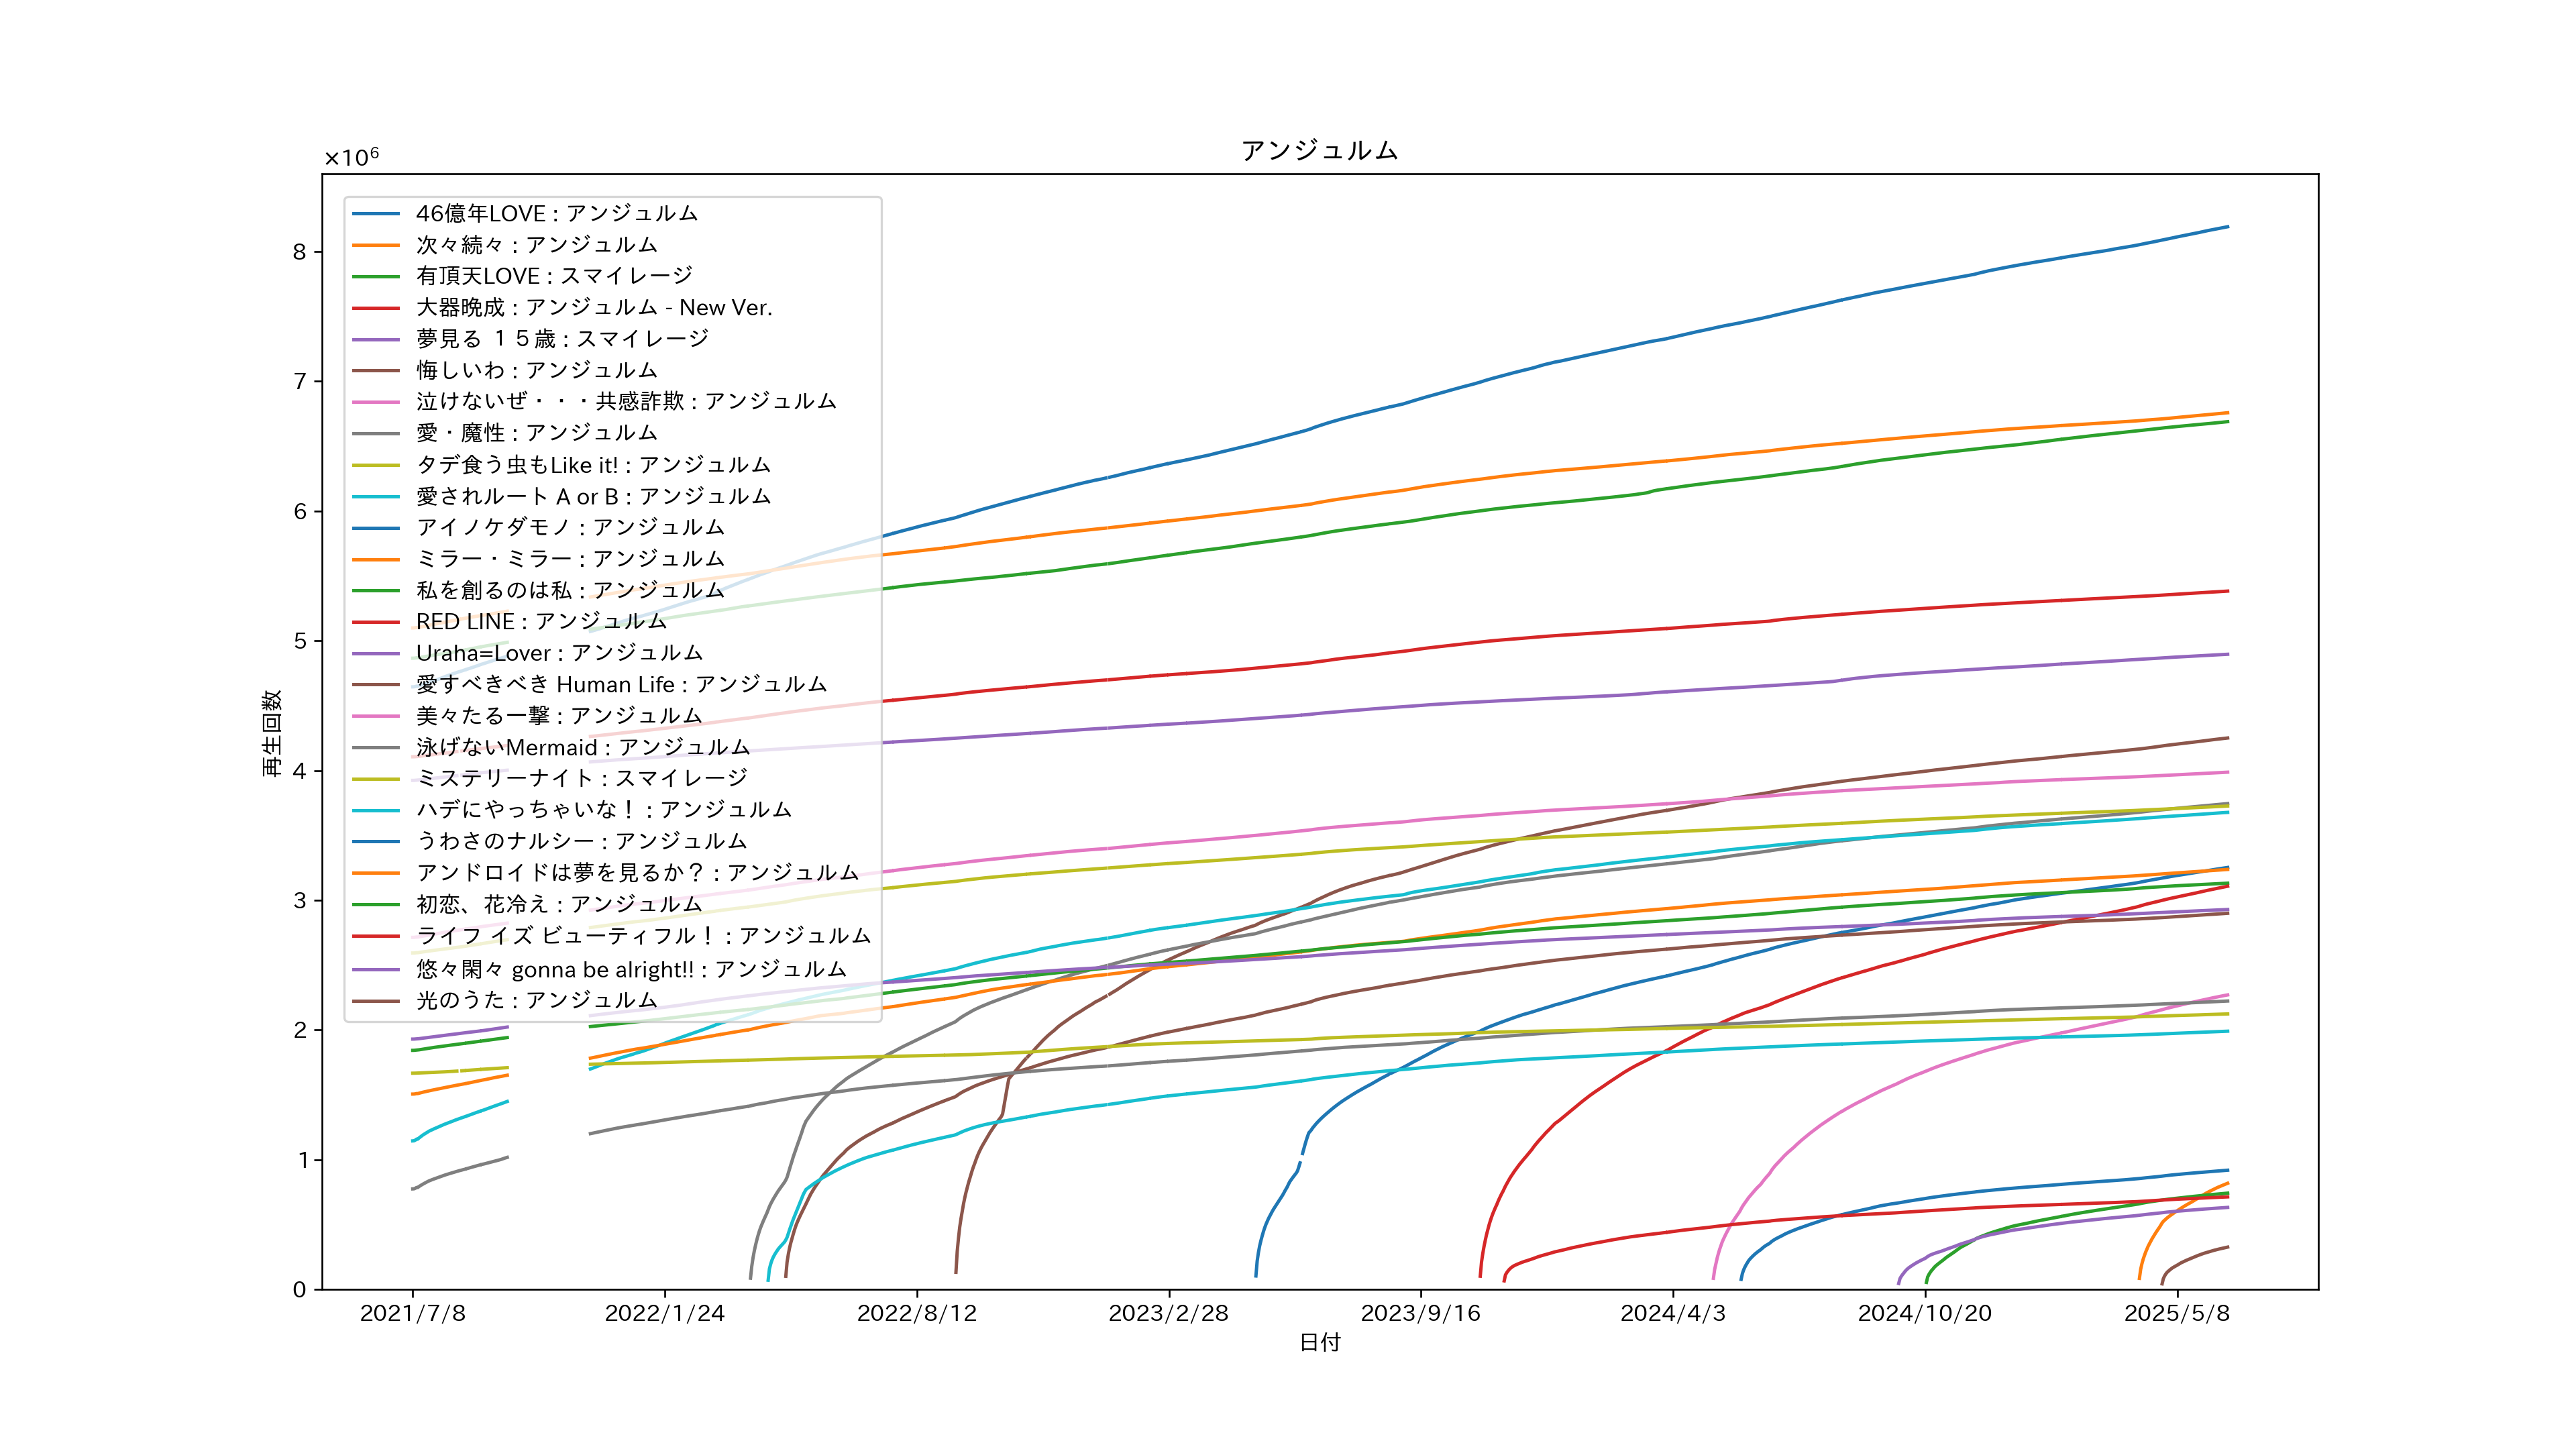 アンジュルム
×10⁶
46億年LOVE : アンジュルム
次々続々 : アンジュルム
有頂天LOVE : スマイレージ
大器晩成 : アンジュルム - New Ver.
夢見る １５歳 : スマイレージ
悔しいわ : アンジュルム
泣けないぜ・・・共感詐欺 : アンジュルム
愛・魔性 : アンジュルム
タデ食う虫もLike it! : アンジュルム
愛されルート A or B : アンジュルム
アイノケダモノ : アンジュルム
ミラー・ミラー : アンジュルム
私を創るのは私 : アンジュルム
RED LINE : アンジュルム
Uraha=Lover : アンジュルム
愛すべきべき Human Life : アンジュルム
美々たる一撃 : アンジュルム
泳げないMermaid : アンジュルム
ミステリーナイト : スマイレージ
ハデにやっちゃいな！ : アンジュルム
うわさのナルシー : アンジュルム
アンドロイドは夢を見るか？ : アンジュルム
初恋、花冷え : アンジュルム
ライフ イズ ビューティフル！ : アンジュルム
悠々閑々 gonna be alright!! : アンジュルム
光のうた : アンジュルム
8
7
6
5
4
3
2
1
0
再生回数
2021/7/8 2022/1/24 2022/8/12 2023/2/28 2023/9/16 2024/4/3 2024/10/20 2025/5/8
日付